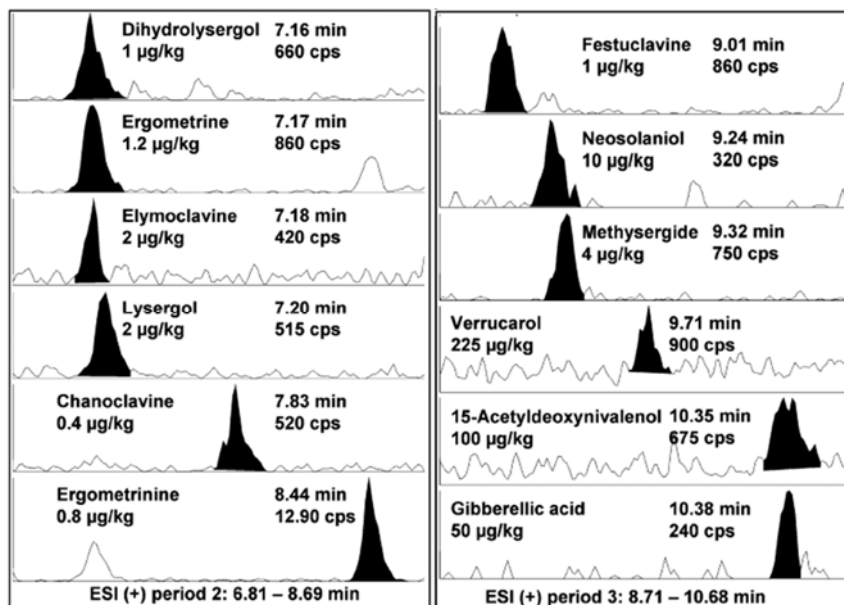 Dihydrolysergol 7.16 min
1 µg/kg 660 cps
Ergometrine 7.17 min
1.2 µg/kg 860 cps
Elymoclavine 7.18 min
2 µg/kg 420 cps
Lysergol 7.20 min
2 µg/kg 515 cps
Chanoclavine 7.83 min
0.4 µg/kg 520 cps
Ergometrinine 8.44 min
0.8 µg/kg 12.90 cps
ESI (+) period 2: 6.81 – 8.69 min
Festuclavine 9.01 min
1 µg/kg 860 cps
Neosolaniol 9.24 min
10 µg/kg 320 cps
Methysergide 9.32 min
4 µg/kg 750 cps
Verrucarol 9.71 min
225 µg/kg 900 cps
15-Acetyldeoxynivalenol 10.35 min
100 µg/kg 675 cps
Gibberellic acid 10.38 min
50 µg/kg 240 cps
ESI (+) period 3: 8.71 – 10.68 min